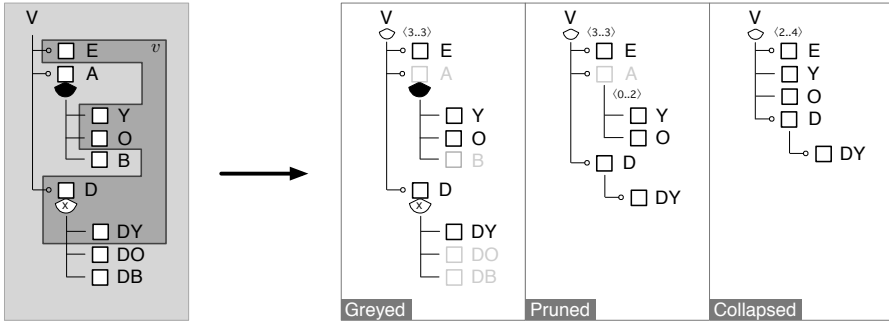 V
E
v
A
Y
O
B
D
x
DY
DO
DB
V
⟨3..3⟩
E
A
Y
O
B
D
x
DY
DO
DB
Greyed
V
⟨3..3⟩
E
A
⟨0..2⟩
Y
O
D
DY
Pruned
V
⟨2..4⟩
E
Y
O
D
DY
Collapsed